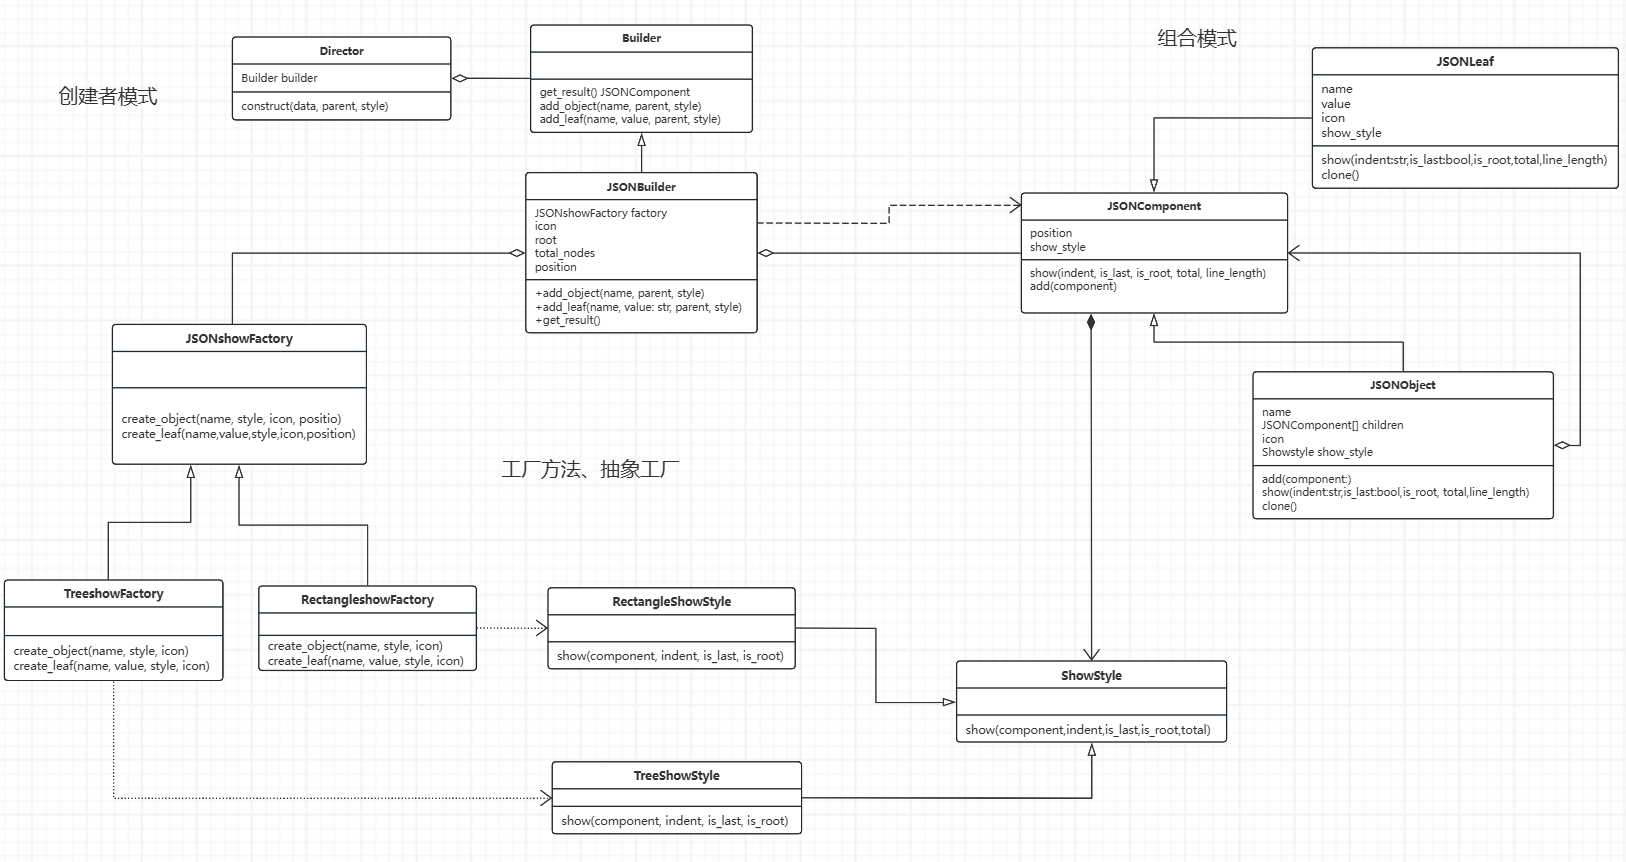 创建者模式
Director
Builder builder
construct(data, parent, style)
Builder
get_result() JSONComponent
add_object(name, parent, style)
add_leaf(name, value, parent, style)
组合模式
JSONLeaf
name
value
icon
show_style
show(indent:str,is_last:bool,is_root,total,line_length)
clone()
JSONBuilder
JSONshowFactory factory
icon
root
total_nodes
position
+add_object(name, parent, style)
+add_leaf(name, value: str, parent, style)
+get_result()
JSONComponent
position
show_style
show(indent, is_last, is_root, total, line_length)
add(component)
JSONshowFactory
create_object(name, style, icon, positio)
create_leaf(name,value,style,icon,position)
JSONObject
name
JSONComponent[] children
icon
Showstyle show_style
add(component:)
show(indent:str,is_last:bool,is_root, total,line_length)
clone()
工厂方法、抽象工厂
TreeshowFactory
create_object(name, style, icon)
create_leaf(name, value, style, icon)
RectangleshowFactory
create_object(name, style, icon)
create_leaf(name, value, style, icon)
RectangleShowStyle
show(component, indent, is_last, is_root)
ShowStyle
show(component,indent,is_last,is_root,total)
TreeShowStyle
show(component, indent, is_last, is_root)